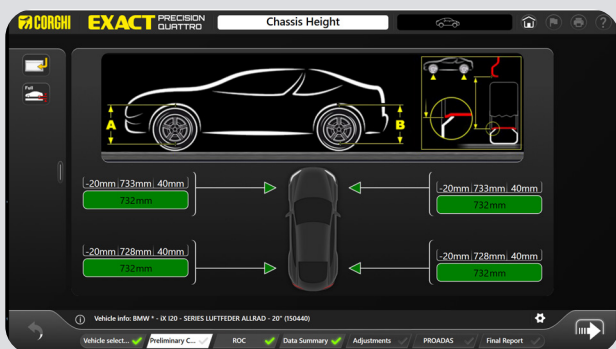 CORGHI EXACT PRECISION QUATTRO
Chassis Height
?
Full
A
B
-20mm 733mm 40mm
732mm
-20mm 733mm 40mm
732mm
-20mm 728mm 40mm
732mm
-20mm 728mm 40mm
732mm
Vehicle info: BMW * - iX I20 - SERIES LUFTFEDER ALLRAD - 20" (150440)
Vehicle select...
Preliminary C...
ROC
Data Summary
Adjustments
PROADAS
Final Report